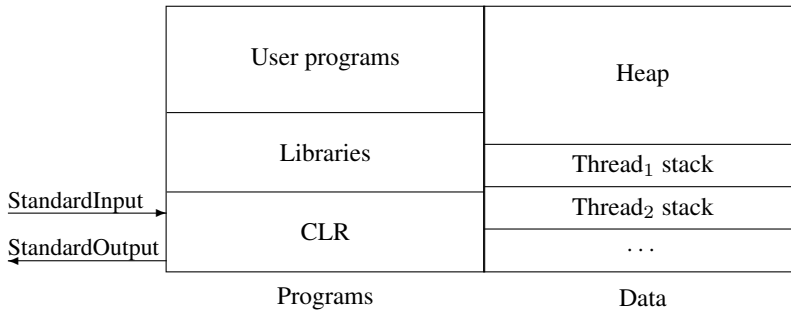 User programs
Heap
Libraries
Thread₁ stack
StandardInput
Thread₂ stack
CLR
StandardOutput
···
Programs
Data